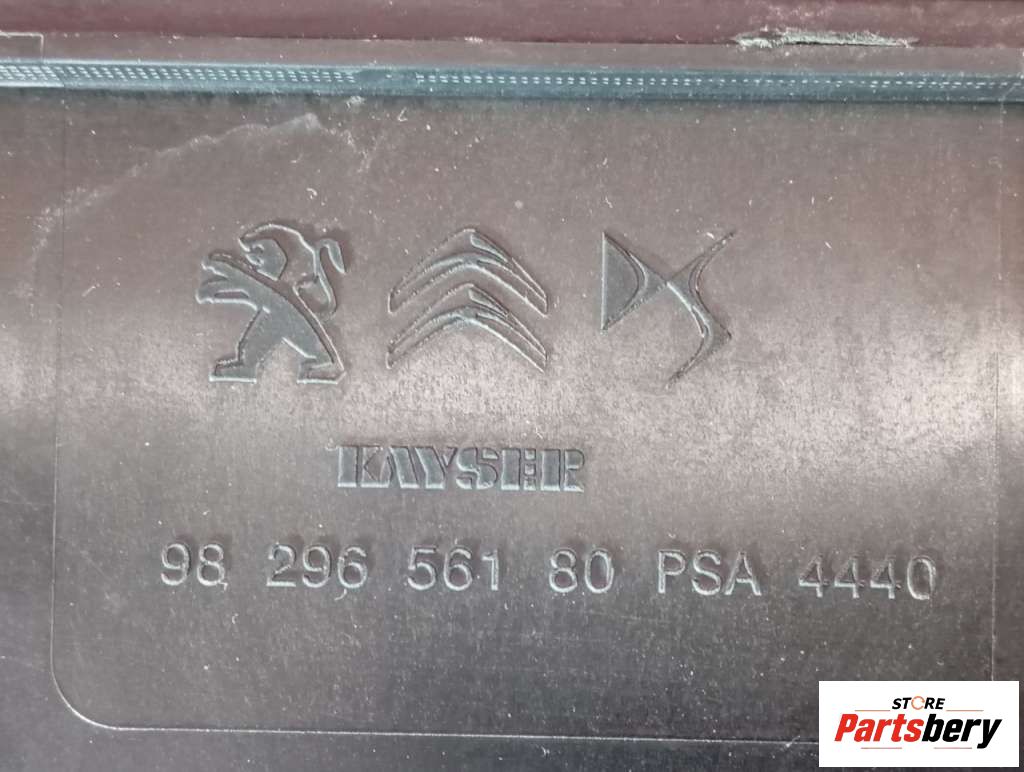 KAYSER
98 296 561 80 PSA 4440
STORE
Partsbery